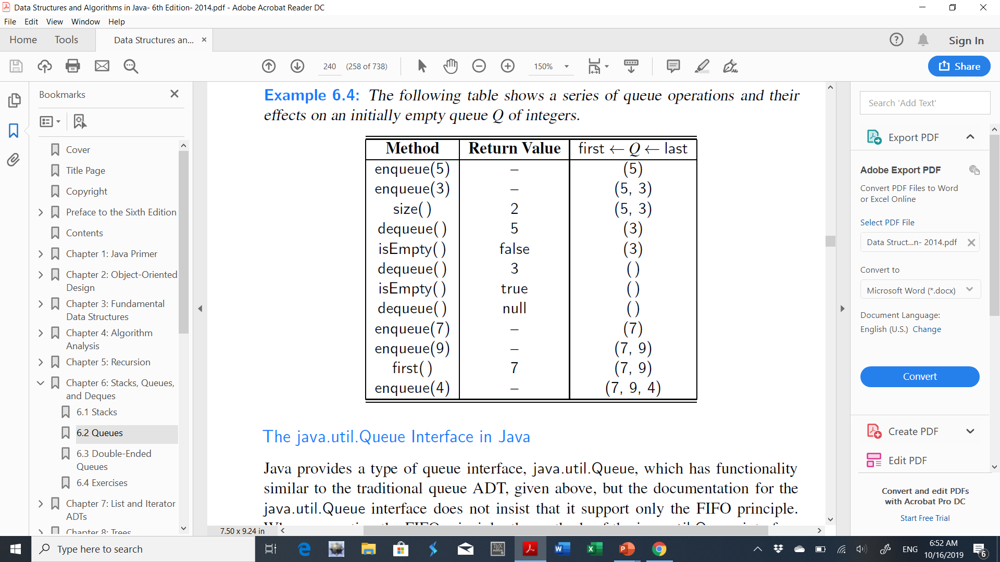 Data Structures and Algorithms in Java- 6th Edition- 2014.pdf - Adobe Acrobat Reader DC
File Edit View Window Help
Home Tools Data Structures an... Sign In
240 (258 of 738) 150% Share
Bookmarks
Cover
Title Page
Copyright
Preface to the Sixth Edition
Contents
Chapter 1: Java Primer
Chapter 2: Object-Oriented
Design
Chapter 3: Fundamental
Data Structures
Chapter 4: Algorithm
Analysis
Chapter 5: Recursion
Chapter 6: Stacks, Queues,
and Deques
6.1 Stacks
6.2 Queues
6.3 Double-Ended
Queues
6.4 Exercises
Chapter 7: List and Iterator
ADTs
Chapter 8: Trees
Example 6.4: The following table shows a series of queue operations and their
effects on an initially empty queue Q of integers.
Method Return Value first ← Q ← last
enqueue(5) – (5)
enqueue(3) – (5, 3)
size( ) 2 (5, 3)
dequeue( ) 5 (3)
isEmpty( ) false (3)
dequeue( ) 3 ( )
isEmpty( ) true ( )
dequeue( ) null ( )
enqueue(7) – (7)
enqueue(9) – (7, 9)
first( ) 7 (7, 9)
enqueue(4) – (7, 9, 4)
The java.util.Queue Interface in Java
Java provides a type of queue interface, java.util.Queue, which has functionality
similar to the traditional queue ADT, given above, but the documentation for the
java.util.Queue interface does not insist that it support only the FIFO principle.
7.50 x 9.24 in
Search 'Add Text'
Export PDF
Adobe Export PDF
Convert PDF Files to Word
or Excel Online
Select PDF File
Data Struct...n- 2014.pdf
Convert to
Microsoft Word (*.docx)
Document Language:
English (U.S.) Change
Convert
Create PDF
Edit PDF
Convert and edit PDFs
with Acrobat Pro DC
Start Free Trial
Type here to search
ENG
6:52 AM
10/16/2019
6